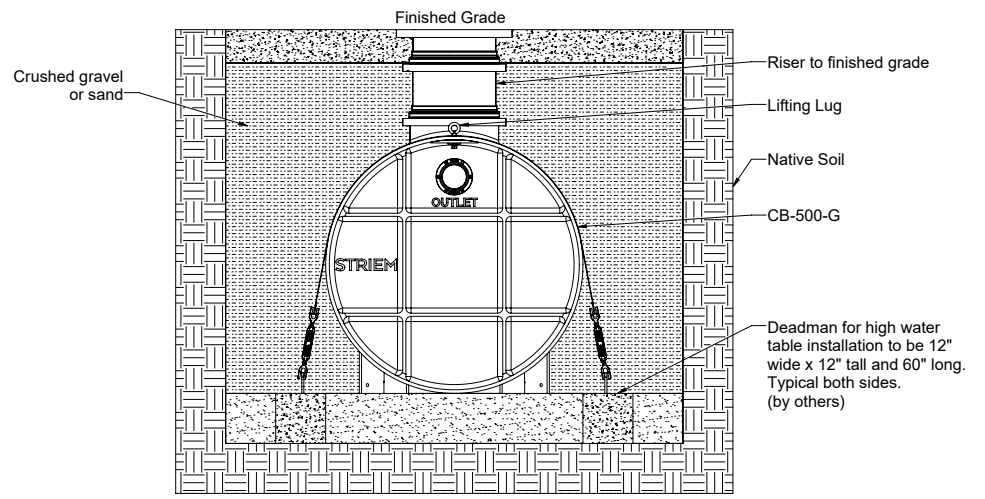 Finished Grade
Crushed gravel
or sand
Riser to finished grade
Lifting Lug
Native Soil
OUTLET
CB-500-G
STRIEM
Deadman for high water
table installation to be 12"
wide x 12" tall and 60" long.
Typical both sides.
(by others)